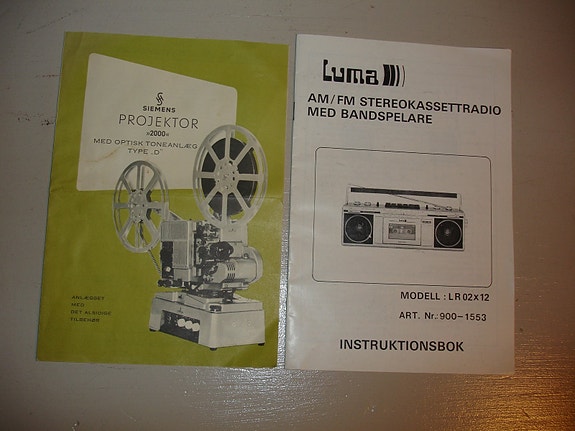 SIEMENS
PROJEKTOR
»2000«
MED OPTISK TONEANLÆG
TYPE „D"
ANLÆGGET
MED
DET ALSIDIGE
TILBEHØR
Luma
AM/FM STEREOKASSETTRADIO
MED BANDSPELARE
MODELL : LR 02X12
ART. Nr.: 900-1553
INSTRUKTIONSBOK